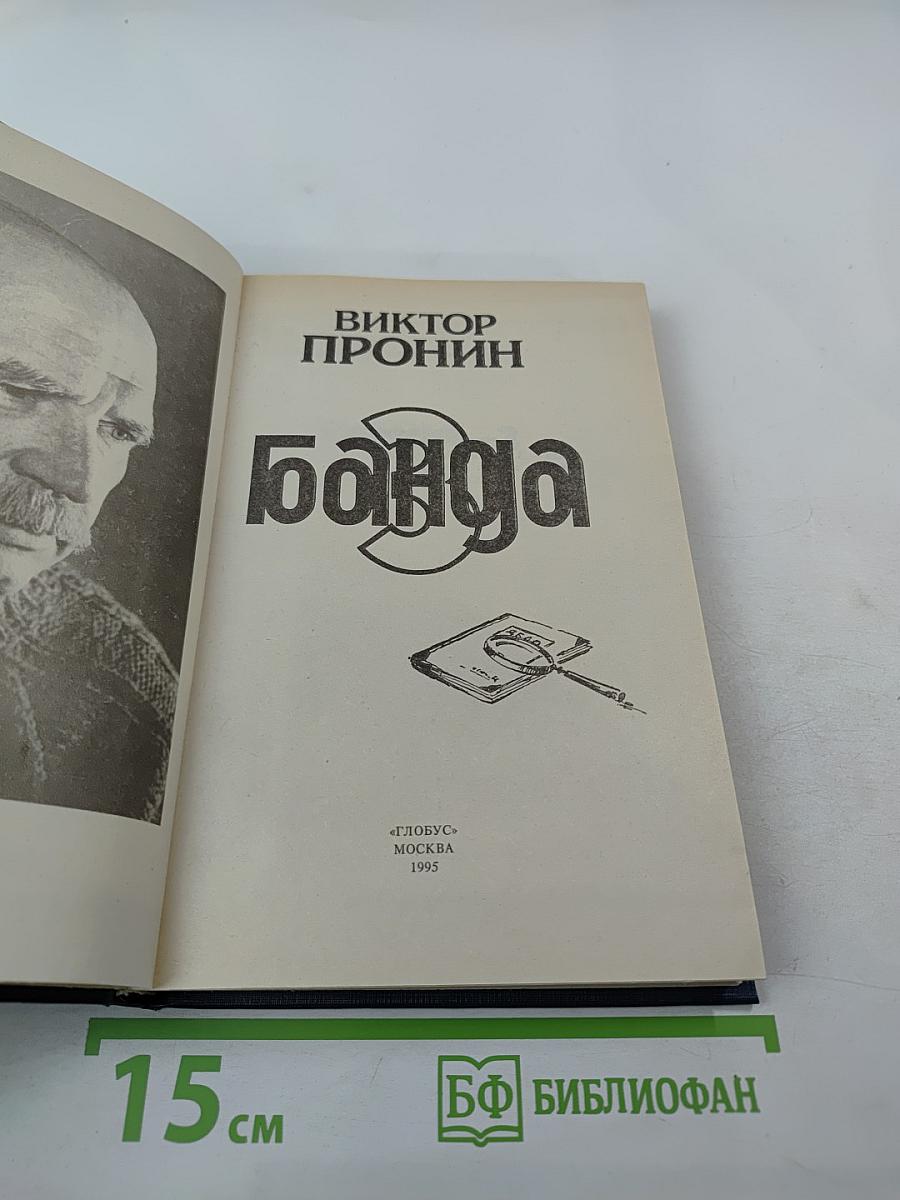 ВИКТОР
ПРОНИН
Банда
3
«ГЛОБУС»
МОСКВА
1995
15 см
БФ БИБЛИОФАН